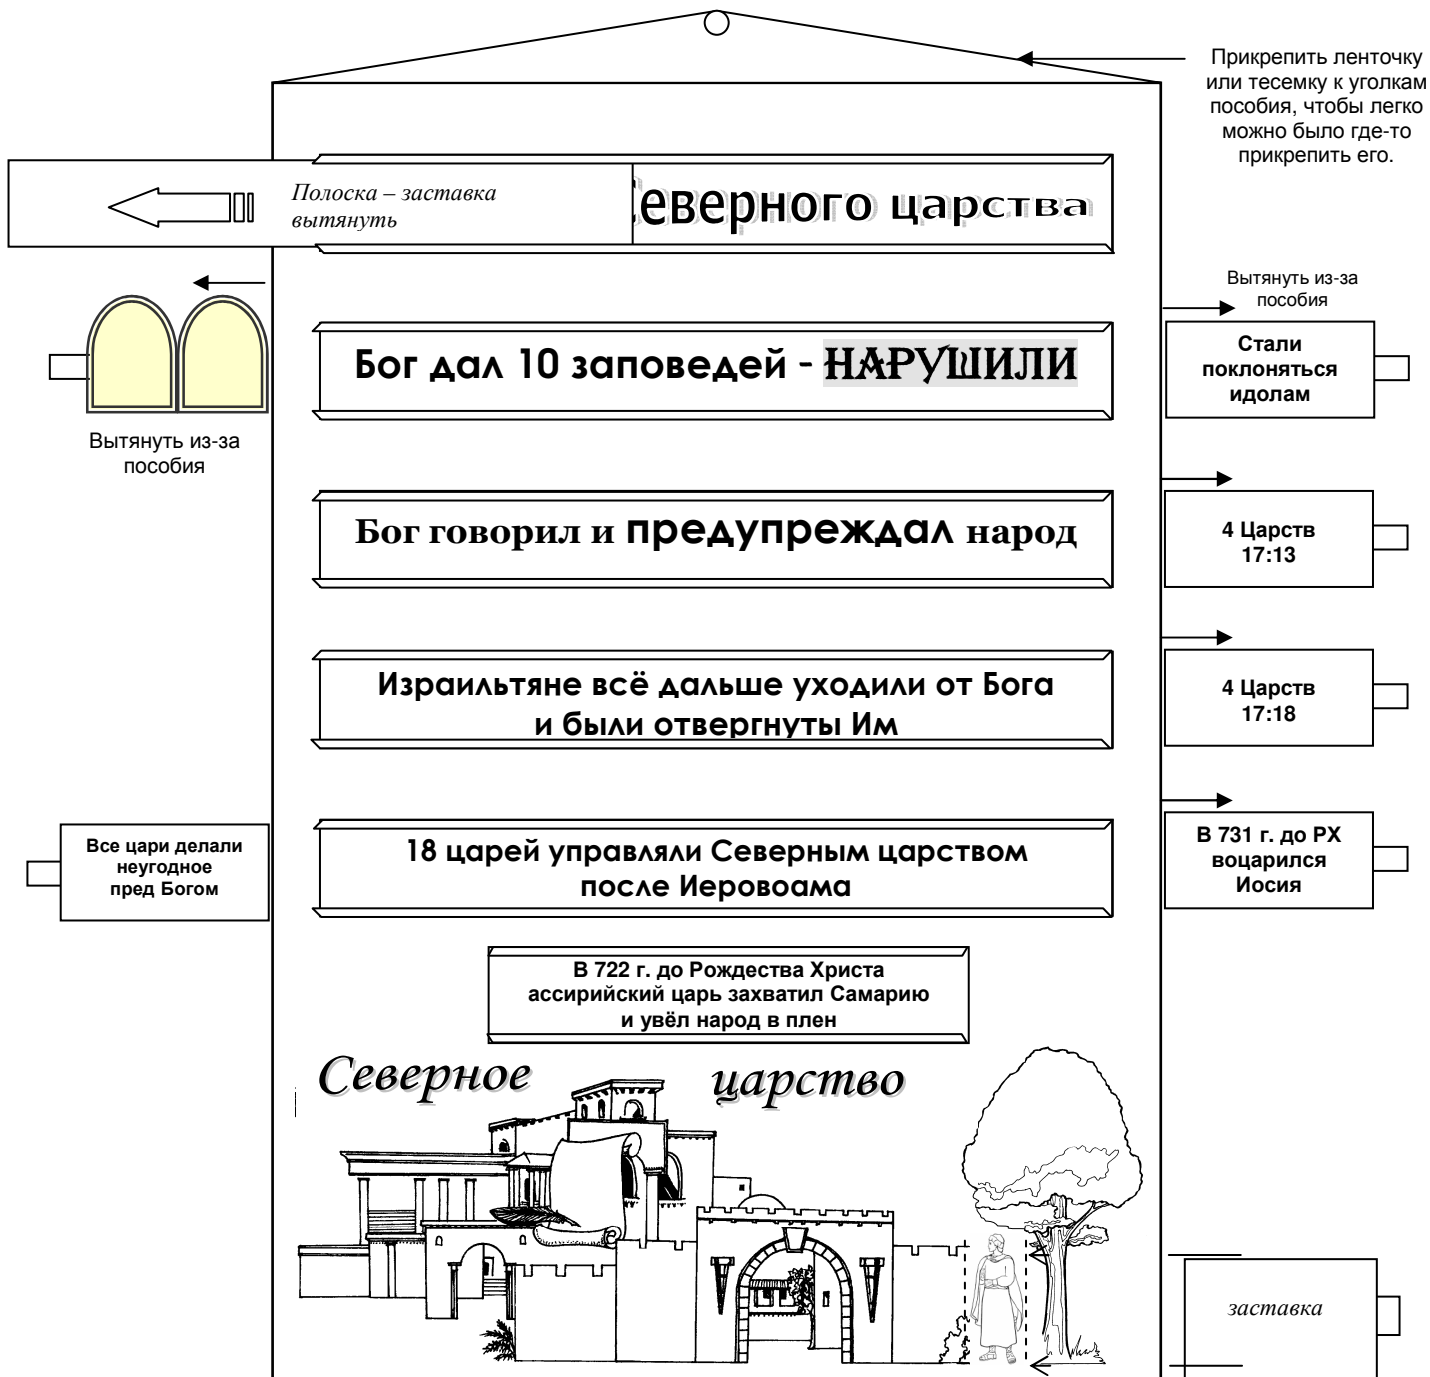 Прикрепить ленточку
или тесемку к уголкам
пособия, чтобы легко
можно было где-то
прикрепить его.
Полоска – заставка
вытянуть
Северного царства
Вытянуть из-за
пособия
Бог дал 10 заповедей - НАРУШИЛИ
Стали
поклоняться
идолам
Вытянуть из-за
пособия
Бог говорил и предупреждал народ
4 Царств
17:13
Израильтяне всё дальше уходили от Бога
и были отвергнуты Им
4 Царств
17:18
Все цари делали
неугодное
пред Богом
18 царей управляли Северным царством
после Иеровоама
В 731 г. до РХ
воцарился
Иосия
В 722 г. до Рождества Христа
ассирийский царь захватил Самарию
и увёл народ в плен
Северное царство
заставка